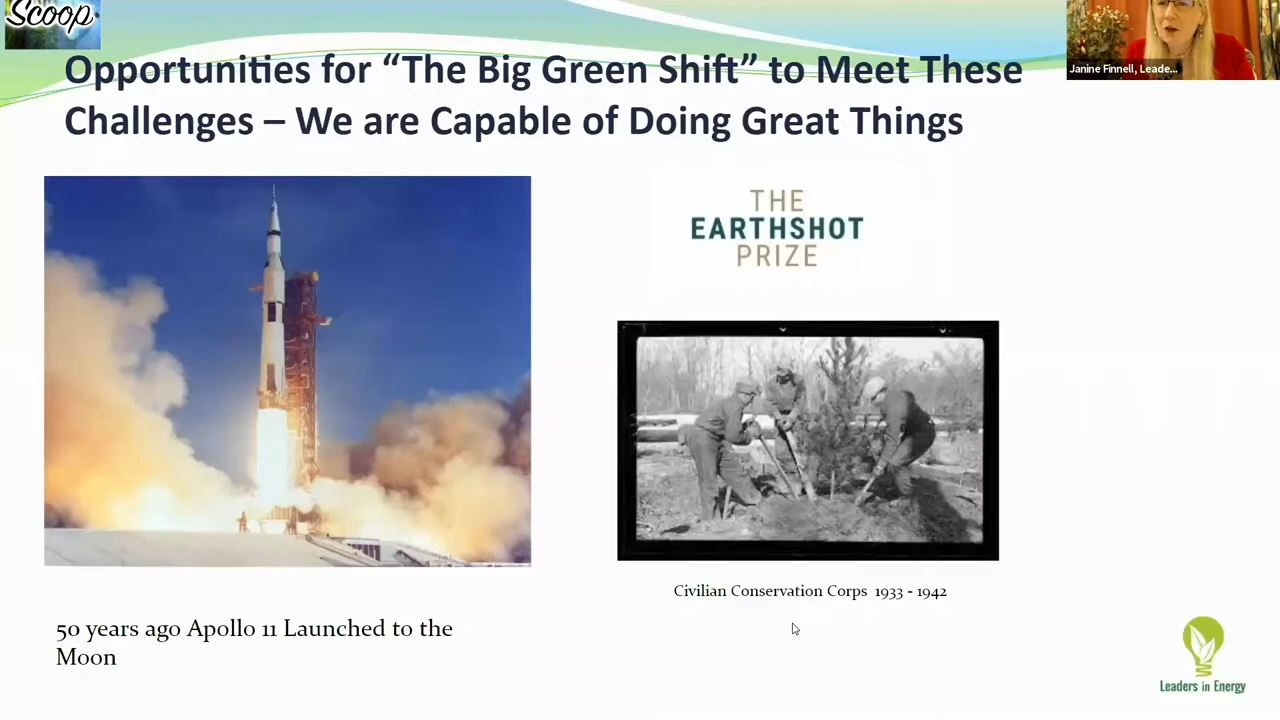 Scoop
Opportunities for “The Big Green Shift” to Meet These
Challenges – We are Capable of Doing Great Things
Janine Finnell, Leade...
THE
EARTHSHOT
PRIZE
Civilian Conservation Corps 1933 - 1942
50 years ago Apollo 11 Launched to the
Moon
Leaders in Energy